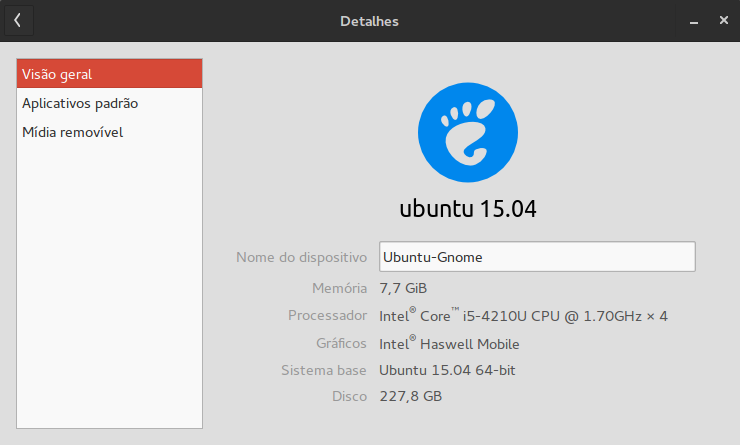 Detalhes
Visão geral
Aplicativos padrão
Mídia removível
ubuntu 15.04
Nome do dispositivo Ubuntu-Gnome
Memória 7,7 GiB
Processador Intel® Core™ i5-4210U CPU @ 1.70GHz × 4
Gráficos Intel® Haswell Mobile
Sistema base Ubuntu 15.04 64-bit
Disco 227,8 GB